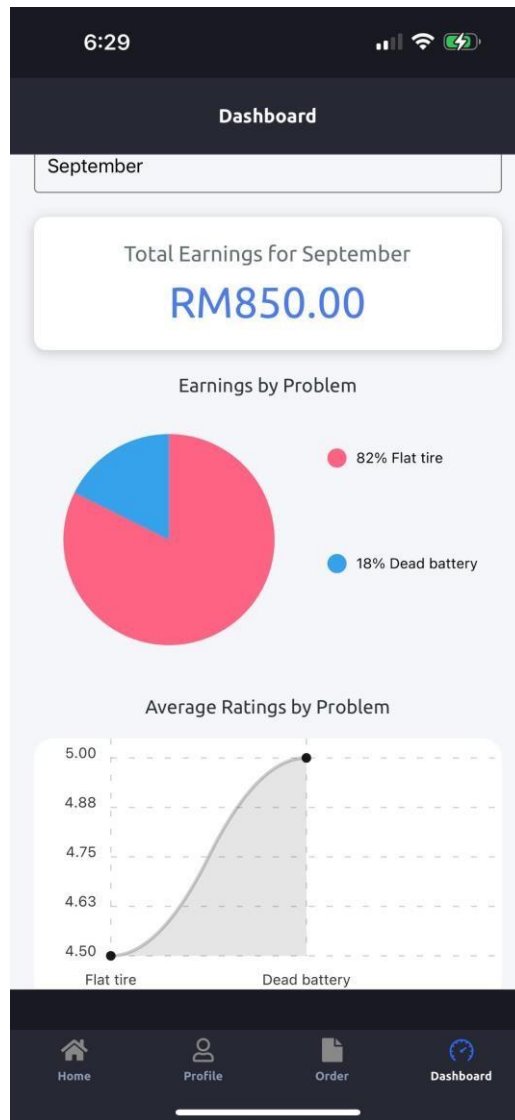 6:29
Dashboard
September
Total Earnings for September
RM850.00
Earnings by Problem
82% Flat tire
18% Dead battery
Average Ratings by Problem
5.00
4.88
4.75
4.63
4.50
Flat tire Dead battery
Home Profile Order Dashboard